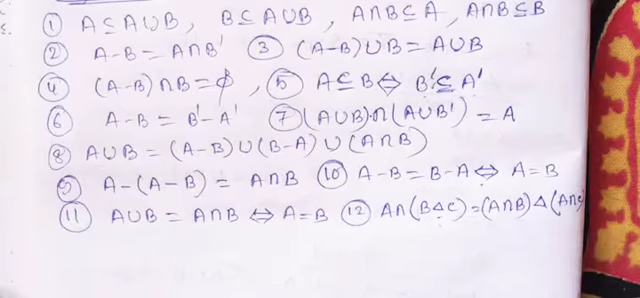 ① A⊆A∪B, B⊆A∪B, A∩B⊆A, A∩B⊆B
② A-B = A∩B' ③ (A-B)∪B = A∪B
④ (A-B)∩B = ϕ, ⑤ A⊆B ⇔ B'⊆A'
⑥ A-B = B'-A' ⑦ (A∪B)∩(A∪B') = A
⑧ A∪B = (A-B)∪(B-A)∪(A∩B)
⑨ A-(A-B) = A∩B ⑩ A-B = B-A ⇔ A=B
⑪ A∪B = A∩B ⇔ A=B ⑫ A∩(B△C) = (A∩B)△(A∩C)